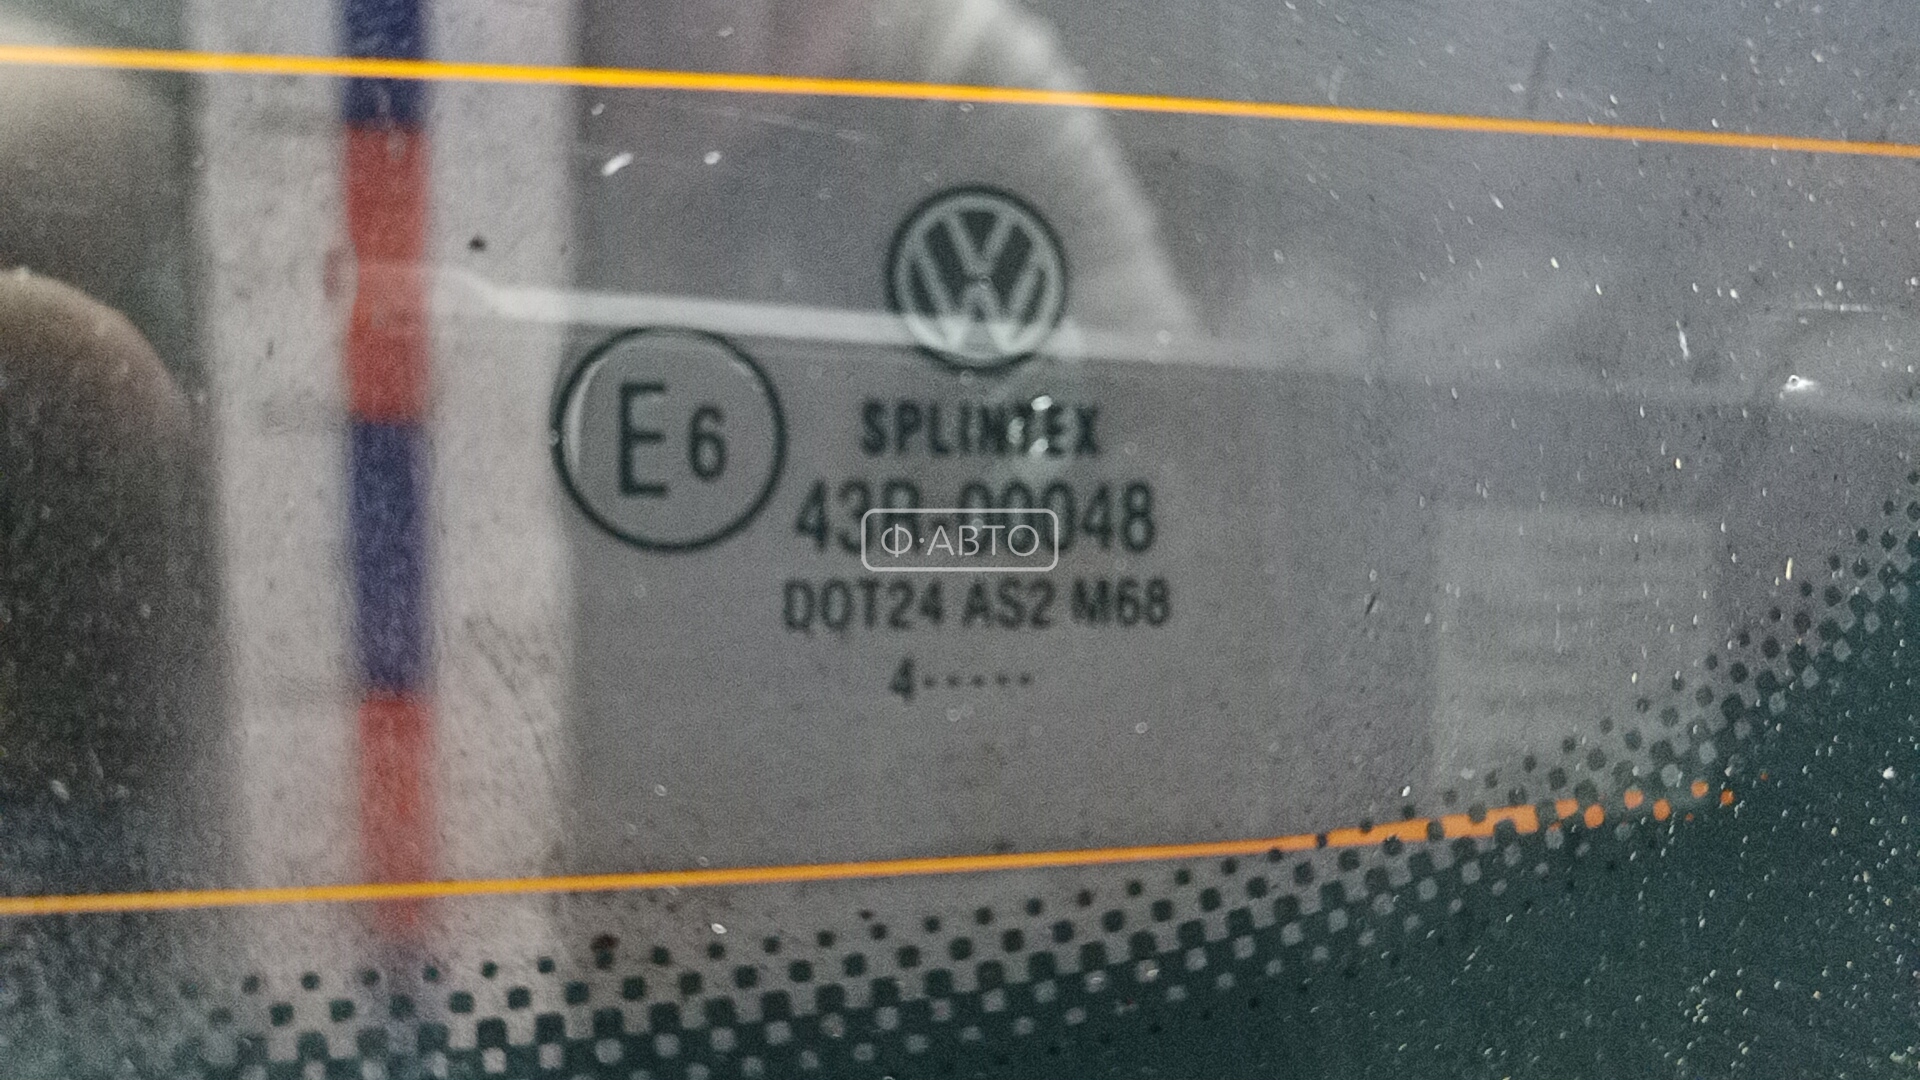 E6
SPLINTEX
43R-00048
Ф·АВТО
DOT24 AS2 M68
4-----